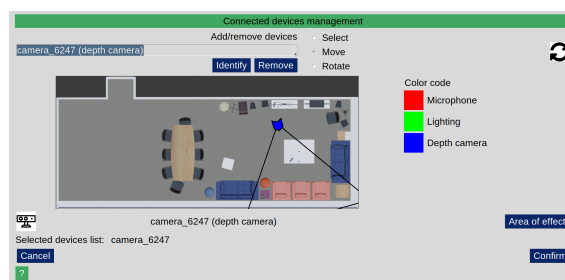 Connected devices management
Add/remove devices
Select
camera_6247 (depth camera)
Move
Identify
Remove
Rotate
Color code
Microphone
Lighting
Depth camera
camera_6247 (depth camera)
Area of effect
Selected devices list: camera_6247
Cancel
Confirm
?